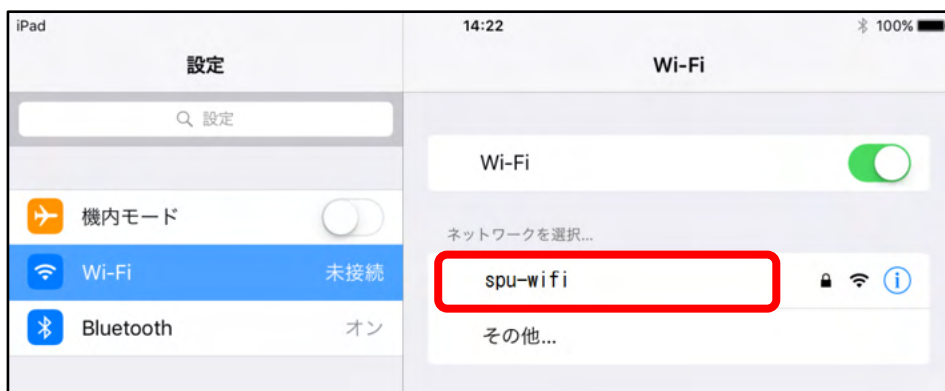 iPad
14:22
100%
設定
Wi-Fi
設定
Wi-Fi
機内モード
ネットワークを選択...
Wi-Fi
未接続
spu-wifi
Bluetooth
オン
その他...